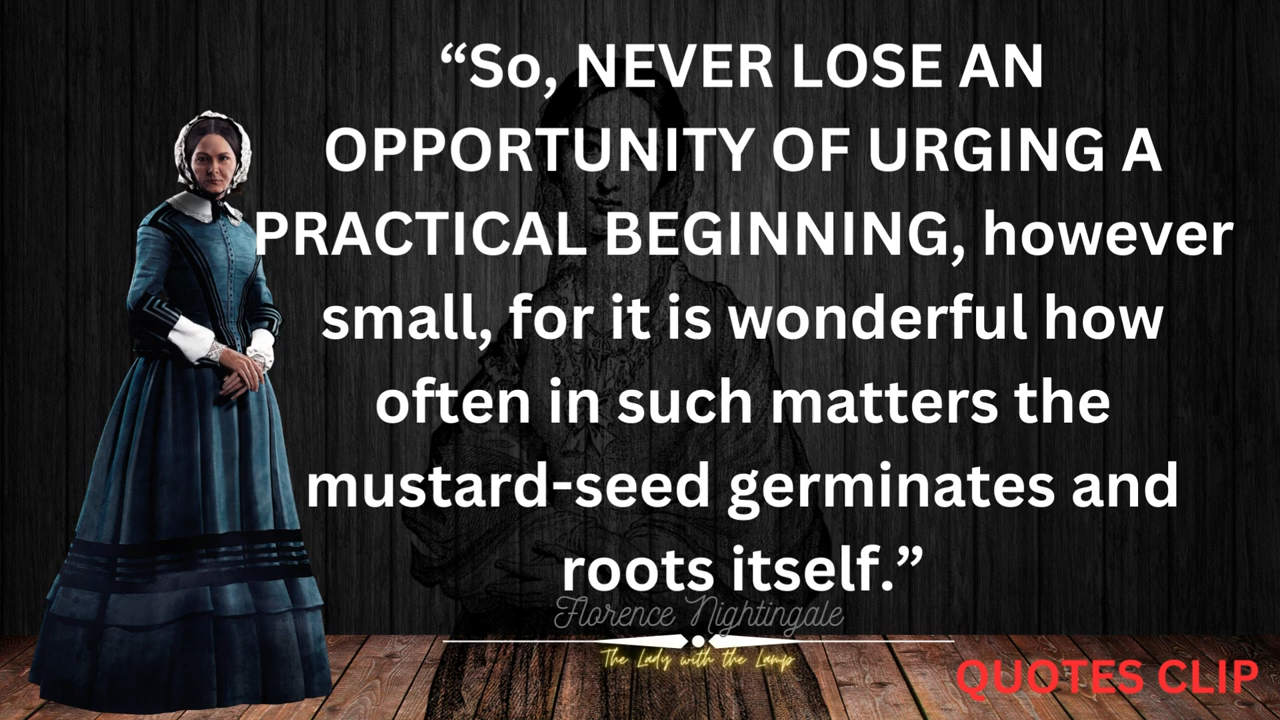 “So, NEVER LOSE AN
OPPORTUNITY OF URGING A
PRACTICAL BEGINNING, however
small, for it is wonderful how
often in such matters the
mustard-seed germinates and
roots itself.”
Florence Nightingale
The Lady with the Lamp
QUOTES CLIP